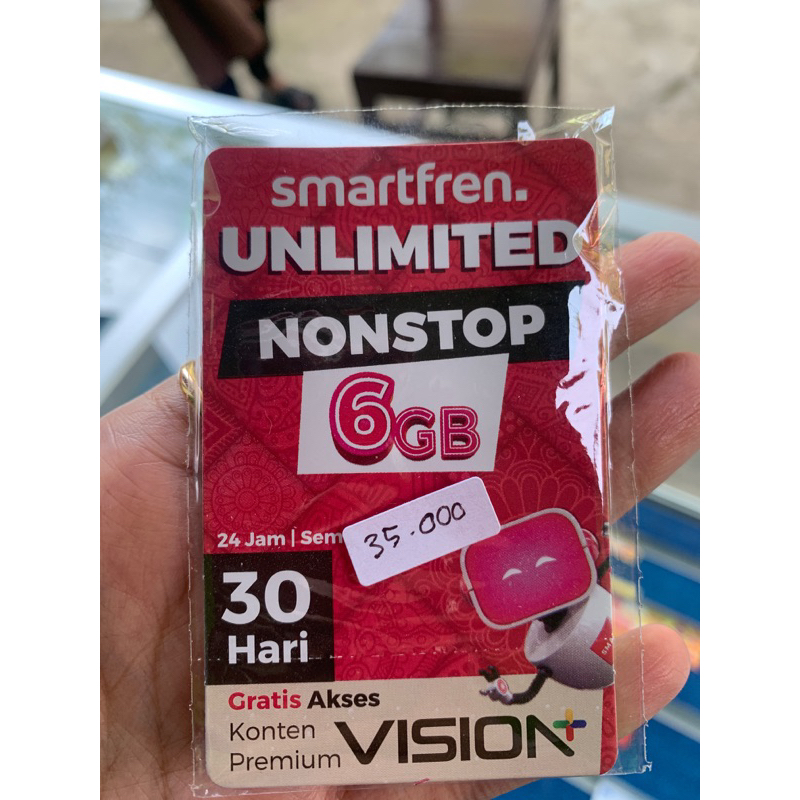 smartfren.
UNLIMITED
NONSTOP
6GB
24 Jam | Sem
35.000
30
Hari
Gratis Akses
Konten
Premium
VISION+